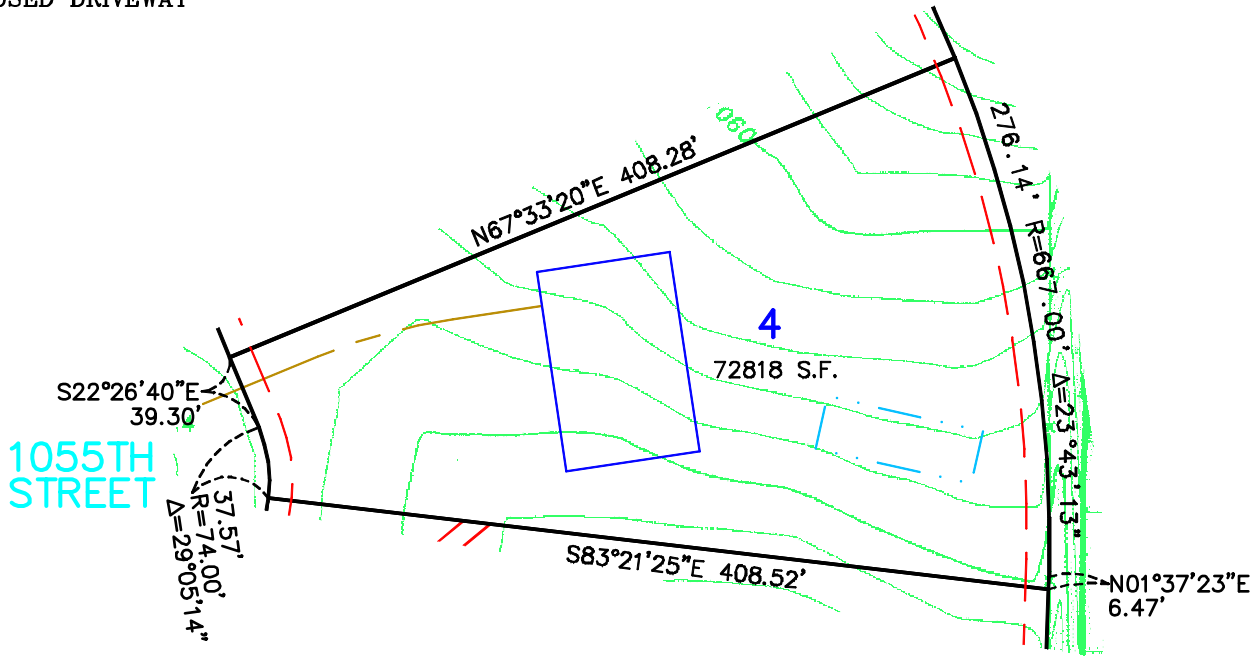 USED DRIVEWAY
060
N67°33'20"E 408.28'
276.14' R=667.00' Δ=23°43'13"
4
72818 S.F.
S22°26'40"E
39.30'
1055TH
STREET
37.57'
R=74.00'
Δ=29°05'14"
S83°21'25"E 408.52'
N01°37'23"E
6.47'